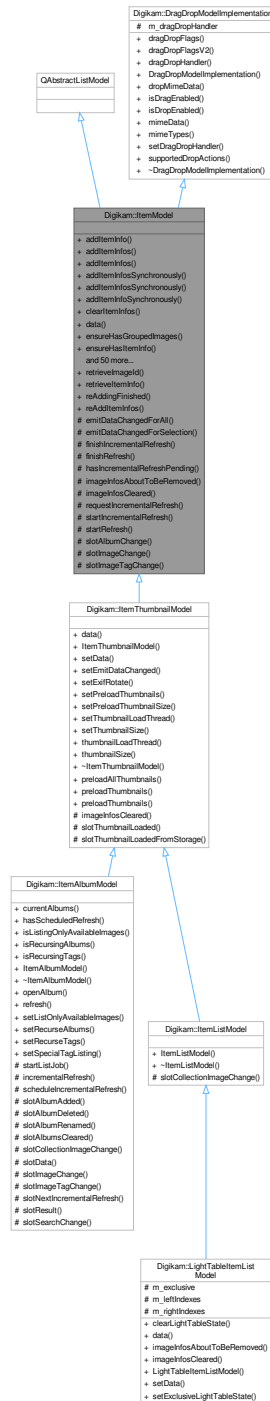 Digikam::DragDropModelImplementation
# m_dragDropHandler
+ dragDropFlags()
+ dragDropFlagsV2()
+ dragDropHandler()
+ DragDropModelImplementation()
+ dropMimeData()
+ isDragEnabled()
+ isDropEnabled()
+ mimeData()
+ mimeTypes()
+ setDragDropHandler()
+ supportedDropActions()
+ ~DragDropModelImplementation()
QAbstractListModel
Digikam::ItemModel
+ addItemInfo()
+ addItemInfos()
+ addItemInfos()
+ addItemInfosSynchronously()
+ addItemInfosSynchronously()
+ addItemInfoSynchronously()
+ clearItemInfos()
+ data()
+ ensureHasGroupedImages()
+ ensureHasItemInfo()
and 50 more...
+ retrieveImageId()
+ retrieveItemInfo()
+ reAddingFinished()
+ reAddItemInfos()
# emitDataChangedForAll()
# emitDataChangedForSelection()
# finishIncrementalRefresh()
# finishRefresh()
# hasIncrementalRefreshPending()
# imageInfosAboutToBeRemoved()
# imageInfosCleared()
# requestIncrementalRefresh()
# startIncrementalRefresh()
# startRefresh()
# slotAlbumChange()
# slotImageChange()
# slotImageTagChange()
Digikam::ItemThumbnailModel
+ data()
+ ItemThumbnailModel()
+ setData()
+ setEmitDataChanged()
+ setExifRotate()
+ setPreloadThumbnails()
+ setPreloadThumbnailSize()
+ setThumbnailLoadThread()
+ setThumbnailSize()
+ thumbnailLoadThread()
+ thumbnailSize()
+ ~ItemThumbnailModel()
+ preloadAllThumbnails()
+ preloadThumbnails()
+ preloadThumbnails()
# imageInfosCleared()
# slotThumbnailLoaded()
# slotThumbnailLoadedFromStorage()
Digikam::ItemAlbumModel
+ currentAlbums()
+ hasScheduledRefresh()
+ isListingOnlyAvailableImages()
+ isRecursingAlbums()
+ isRecursingTags()
+ ItemAlbumModel()
+ ~ItemAlbumModel()
+ openAlbum()
+ refresh()
+ setListOnlyAvailableImages()
+ setRecurseAlbums()
+ setRecurseTags()
+ setSpecialTagListing()
# startListJob()
# incrementalRefresh()
# scheduleIncrementalRefresh()
# slotAlbumAdded()
# slotAlbumDeleted()
# slotAlbumRenamed()
# slotAlbumsCleared()
# slotCollectionImageChange()
# slotData()
# slotImageChange()
# slotImageTagChange()
# slotNextIncrementalRefresh()
# slotResult()
# slotSearchChange()
Digikam::ItemListModel
+ ItemListModel()
+ ~ItemListModel()
# slotCollectionImageChange()
Digikam::LightTableItemList
Model
# m_exclusive
# m_leftIndexes
# m_rightIndexes
+ clearLightTableState()
+ data()
+ imageInfosAboutToBeRemoved()
+ imageInfosCleared()
+ LightTableItemListModel()
+ setData()
+ setExclusiveLightTableState()